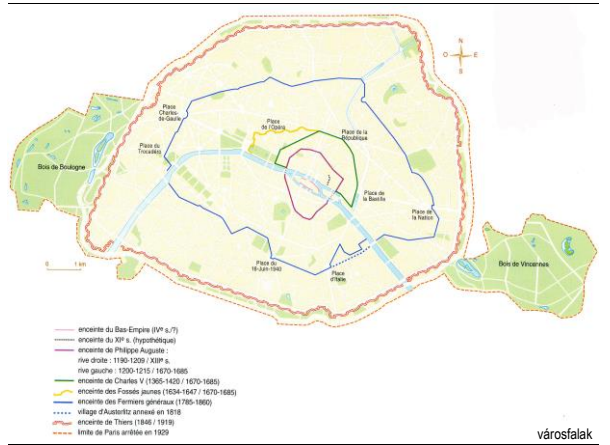 N
O
E
S
Place
Charles-
de-Gaulle
Place
de l'Opéra
Place de la
République
Bois de Boulogne
Place du
Trocadéro
Place de
la Bastille
Place de
la Nation
0 1 km
Place du
18-Juin-1940
Place
d'Italie
Bois de Vincennes
enceinte du Bas-Empire (IVe s./?)
enceinte du XIe s. (hypothétique)
enceinte de Philippe Auguste :
rive droite : 1190-1209 / XIIIe s.
rive gauche : 1200-1215 / 1670-1685
enceinte de Charles V (1365-1420 / 1670-1685)
enceinte des Fossés jaunes (1634-1647 / 1670-1685)
enceinte des Fermiers généraux (1785-1860)
village d'Austerlitz annexé en 1818
enceinte de Thiers (1846 / 1919)
limite de Paris arrêtée en 1929
városfalak